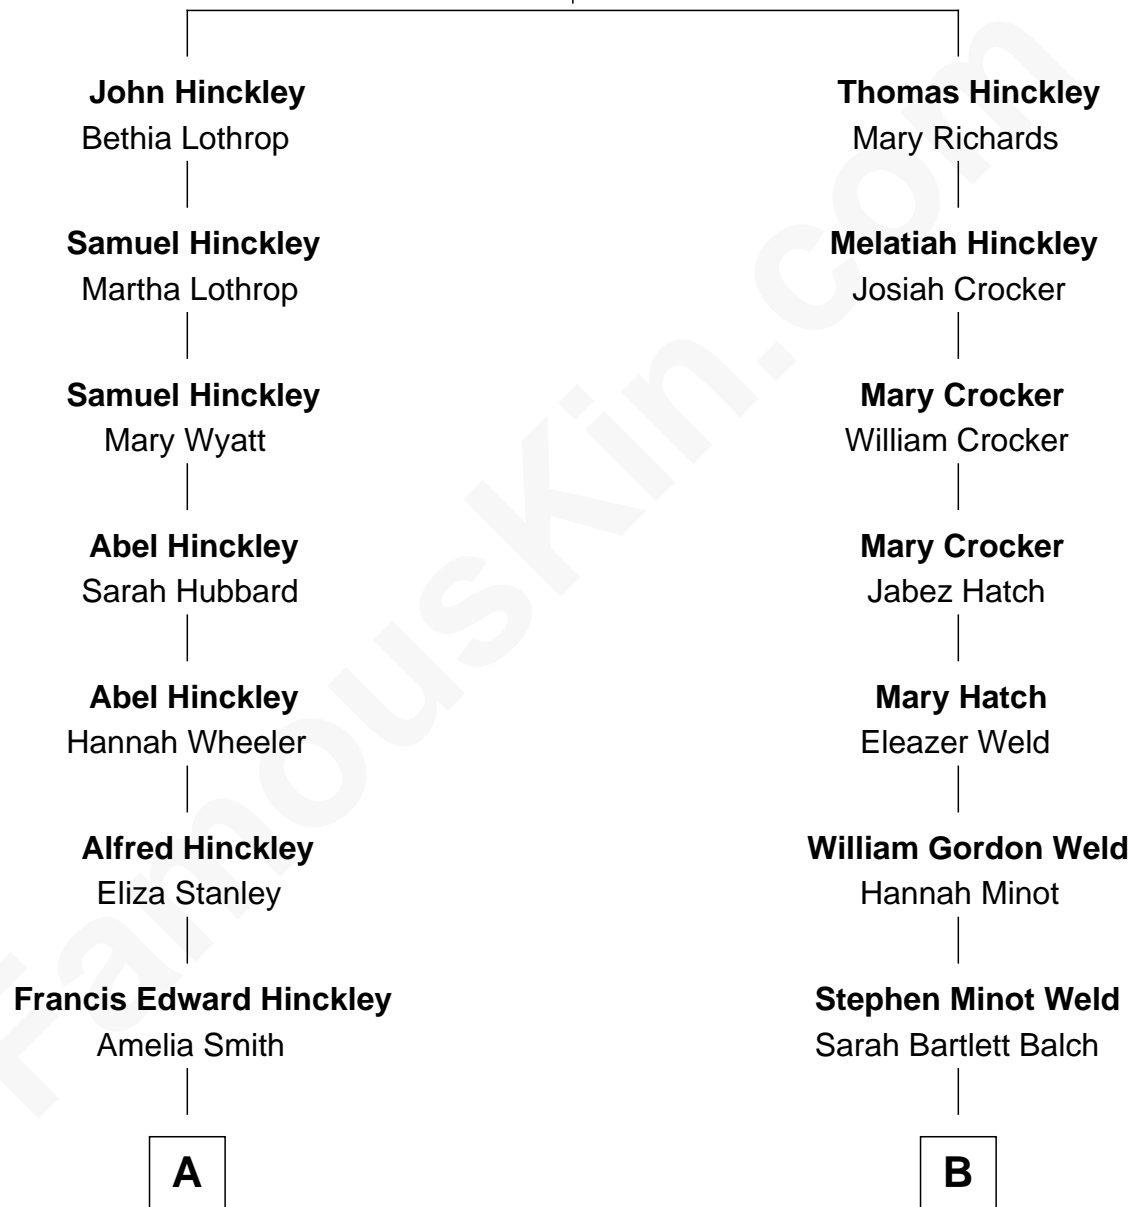 John Hinckley
Bethia Lothrop
Samuel Hinckley
Martha Lothrop
Samuel Hinckley
Mary Wyatt
Abel Hinckley
Sarah Hubbard
Abel Hinckley
Hannah Wheeler
Alfred Hinckley
Eliza Stanley
Francis Edward Hinckley
Amelia Smith
A
Thomas Hinckley
Mary Richards
Melatiah Hinckley
Josiah Crocker
Mary Crocker
William Crocker
Mary Crocker
Jabez Hatch
Mary Hatch
Eleazer Weld
William Gordon Weld
Hannah Minot
Stephen Minot Weld
Sarah Bartlett Balch
B
FamousKin.com